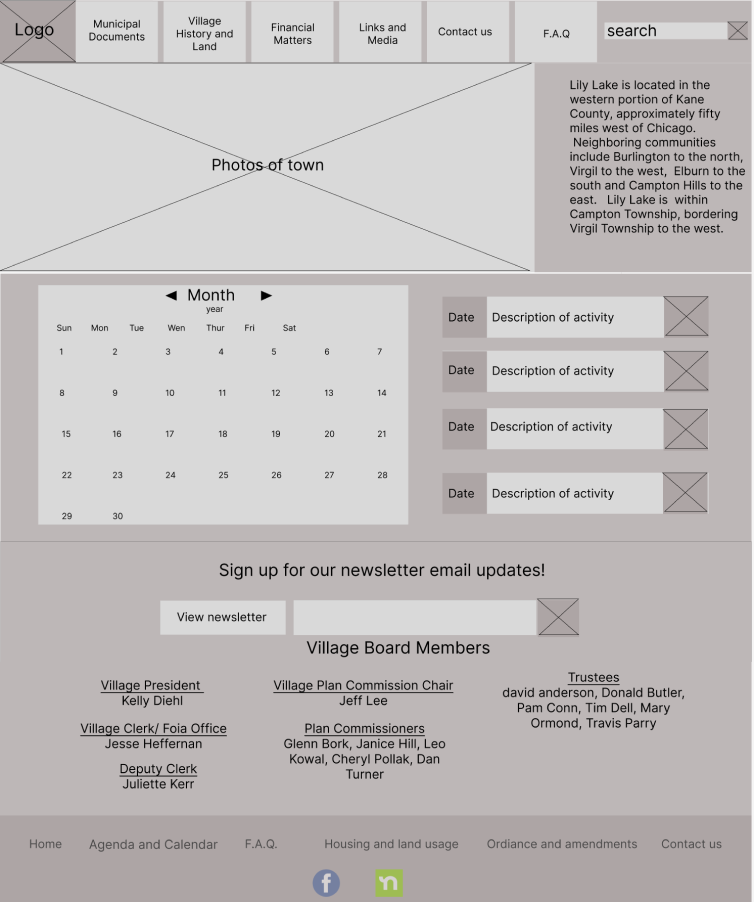 Logo
Municipal
Documents
Village
History and
Land
Financial
Matters
Links and
Media
Contact us
F.A.Q
search
Photos of town
Lily Lake is located in the
western portion of Kane
County, approximately fifty
miles west of Chicago.
Neighboring communities
include Burlington to the north,
Virgil to the west, Elburn to the
south and Campton Hills to the
east. Lily Lake is within
Campton Township, bordering
Virgil Township to the west.
◀ Month ▶
year
Sun Mon Tue Wen Thur Fri Sat
1 2 3 4 5 6 7
8 9 10 11 12 13 14
15 16 17 18 19 20 21
22 23 24 25 26 27 28
29 30
Date Description of activity
Date Description of activity
Date Description of activity
Date Description of activity
Sign up for our newsletter email updates!
View newsletter
Village Board Members
Village President
Kelly Diehl
Village Clerk/ Foia Office
Jesse Heffernan
Deputy Clerk
Juliette Kerr
Village Plan Commission Chair
Jeff Lee
Plan Commissioners
Glenn Bork, Janice Hill, Leo
Kowal, Cheryl Pollak, Dan
Turner
Trustees
david anderson, Donald Butler,
Pam Conn, Tim Dell, Mary
Ormond, Travis Parry
Home Agenda and Calendar F.A.Q. Housing and land usage Ordiance and amendments Contact us
f n